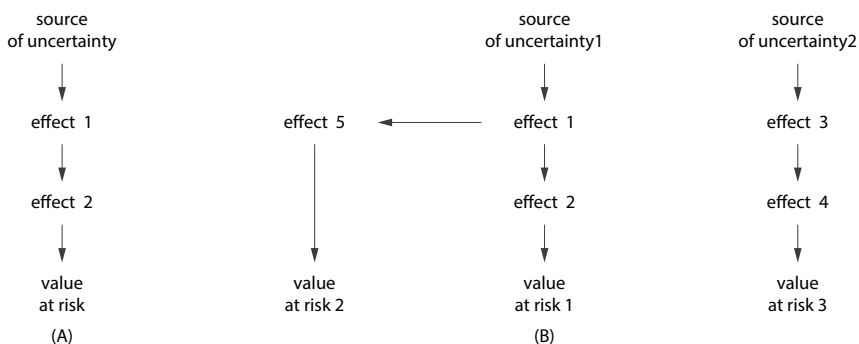 source
of uncertainty
effect 1
effect 2
value
at risk
(A)
source
of uncertainty1
effect 5
effect 1
effect 2
value
at risk 2
value
at risk 1
(B)
source
of uncertainty2
effect 3
effect 4
value
at risk 3